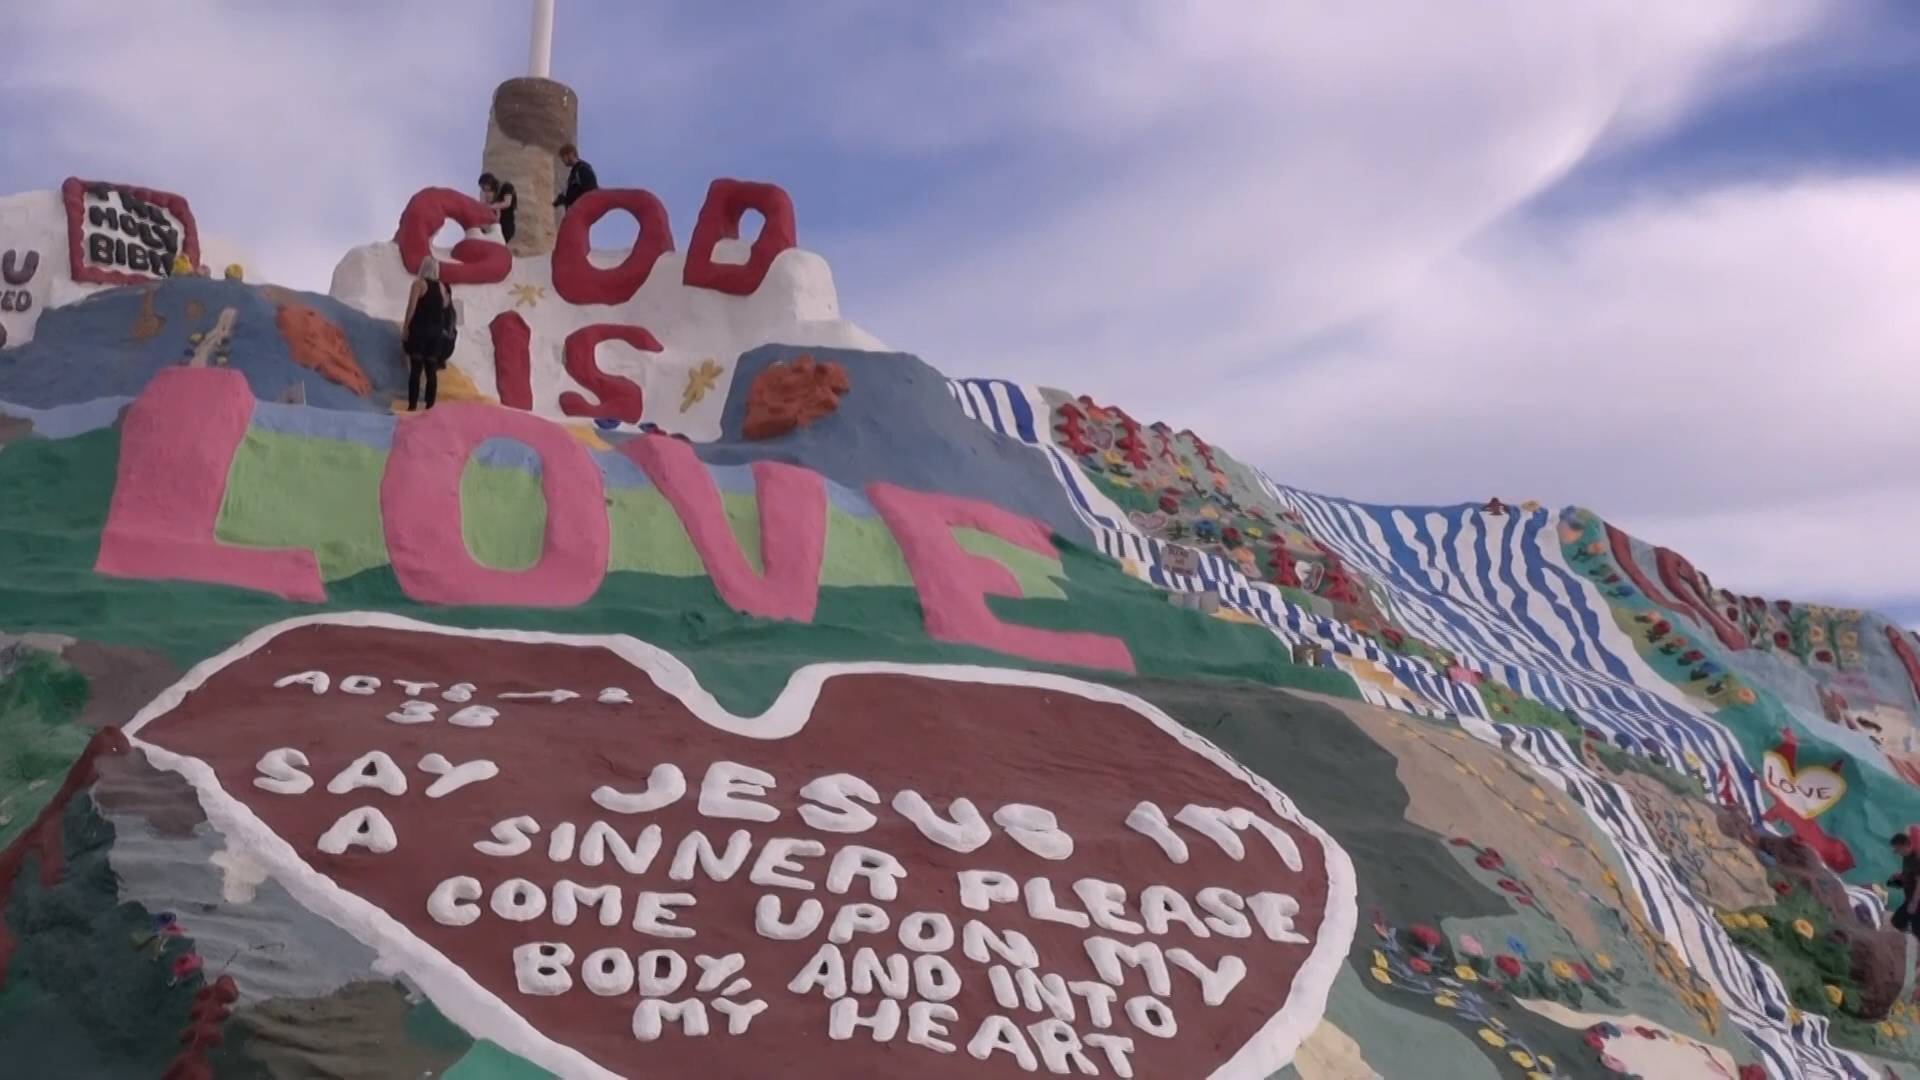 THE
HOLY
BIBLE
U
GOD
IS
LOVE
ACTS → 2
38
SAY JESUS IM
A SINNER PLEASE
COME UPON MY
BODY, AND INTO
MY HEART
LOVE